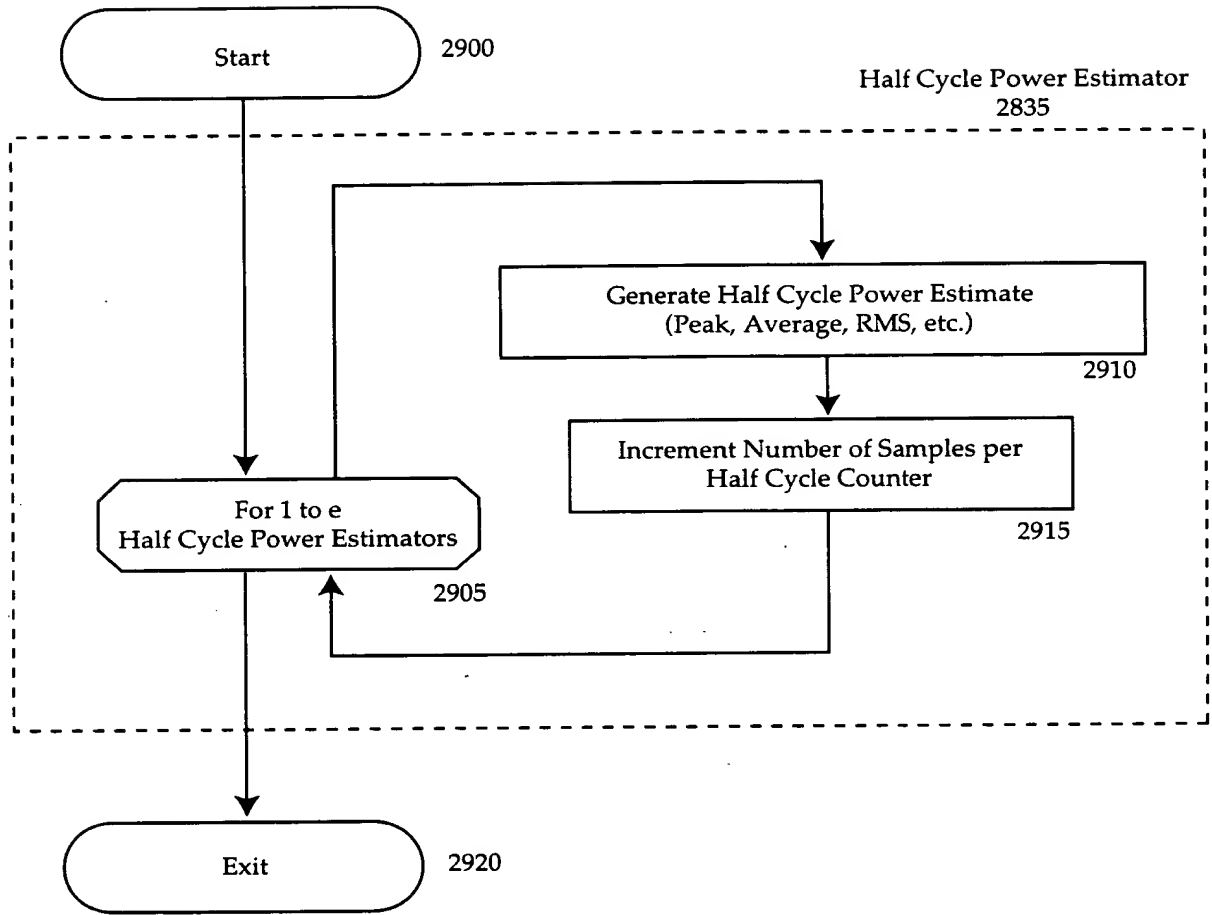 Start
2900
Half Cycle Power Estimator
2835
Generate Half Cycle Power Estimate
(Peak, Average, RMS, etc.)
2910
Increment Number of Samples per
Half Cycle Counter
2915
For 1 to e
Half Cycle Power Estimators
2905
Exit
2920